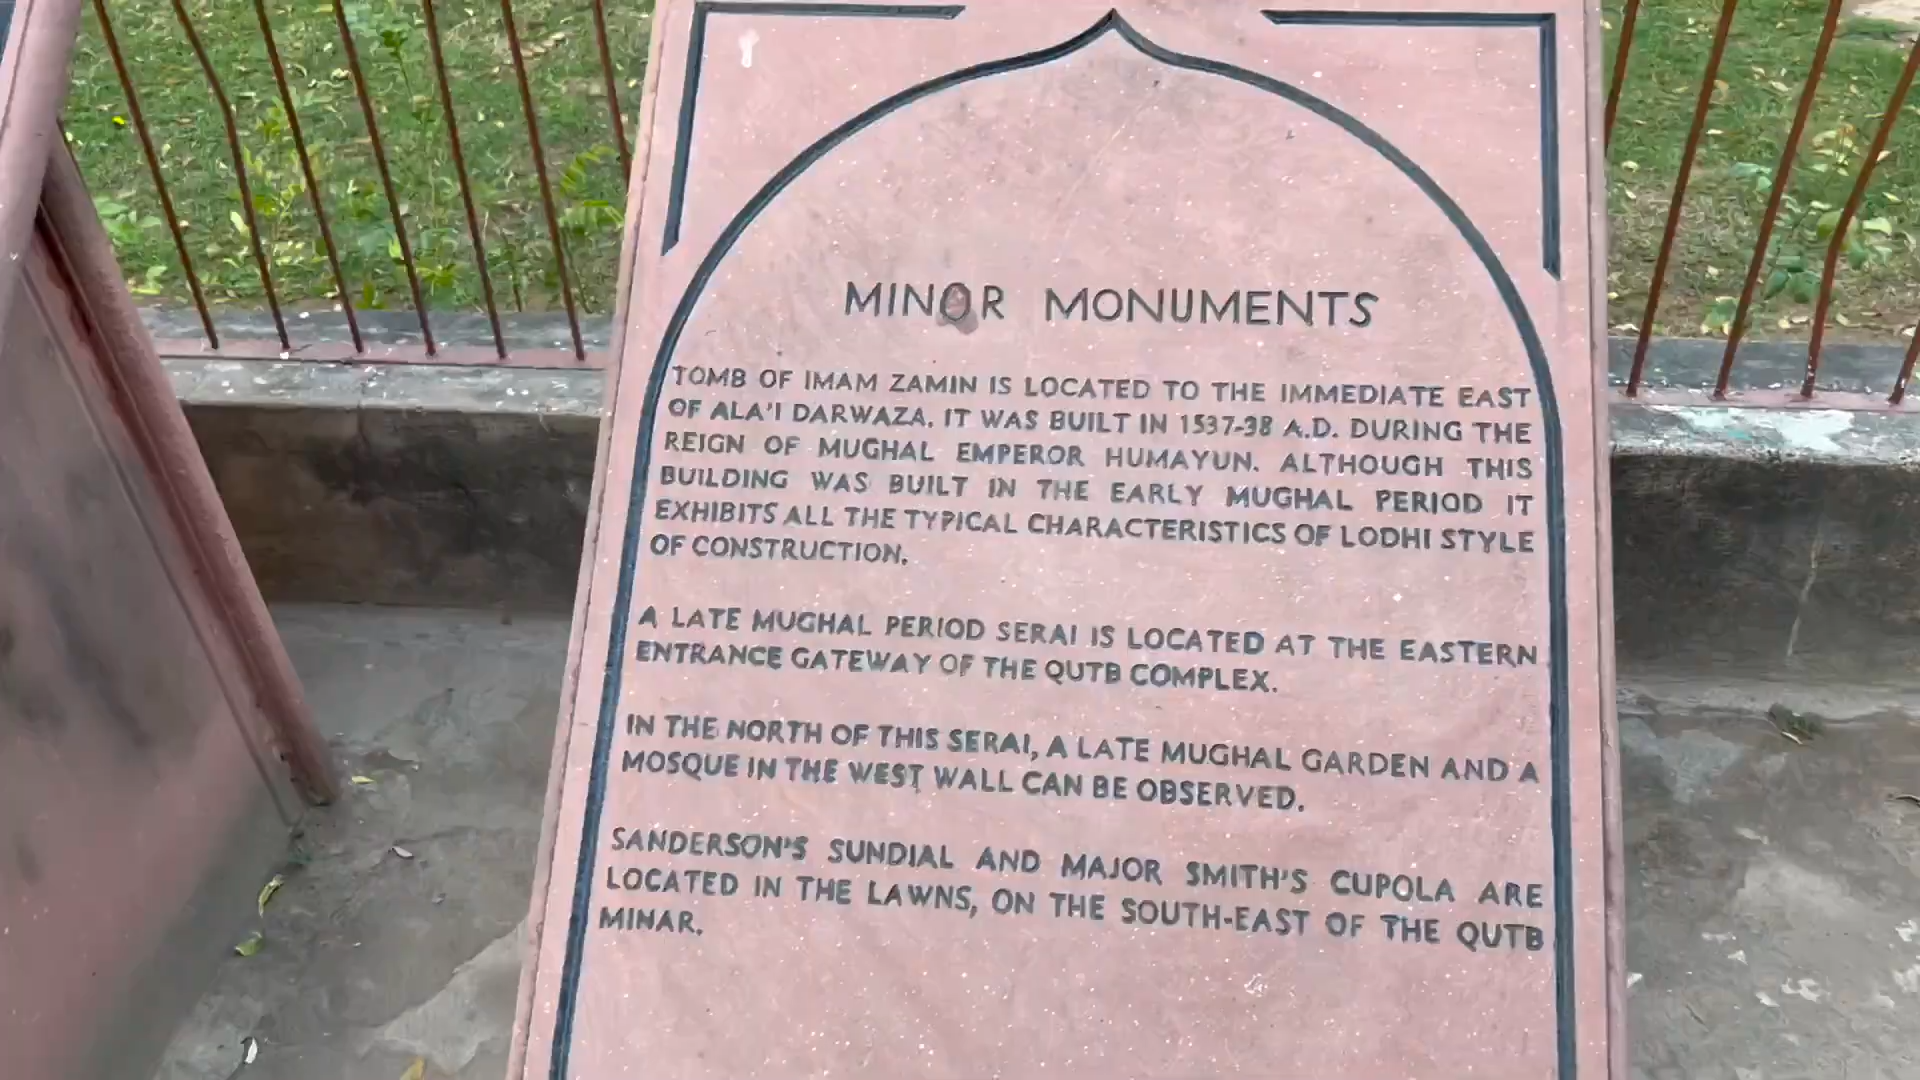 MINOR MONUMENTS
TOMB OF IMAM ZAMIN IS LOCATED TO THE IMMEDIATE EAST
OF ALA'I DARWAZA. IT WAS BUILT IN 1537-38 A.D. DURING THE
REIGN OF MUGHAL EMPEROR HUMAYUN. ALTHOUGH THIS
BUILDING WAS BUILT IN THE EARLY MUGHAL PERIOD IT
EXHIBITS ALL THE TYPICAL CHARACTERISTICS OF LODHI STYLE
OF CONSTRUCTION.
A LATE MUGHAL PERIOD SERAI IS LOCATED AT THE EASTERN
ENTRANCE GATEWAY OF THE QUTB COMPLEX.
IN THE NORTH OF THIS SERAI, A LATE MUGHAL GARDEN AND A
MOSQUE IN THE WEST WALL CAN BE OBSERVED.
SANDERSON'S SUNDIAL AND MAJOR SMITH'S CUPOLA ARE
LOCATED IN THE LAWNS, ON THE SOUTH-EAST OF THE QUTB
MINAR.